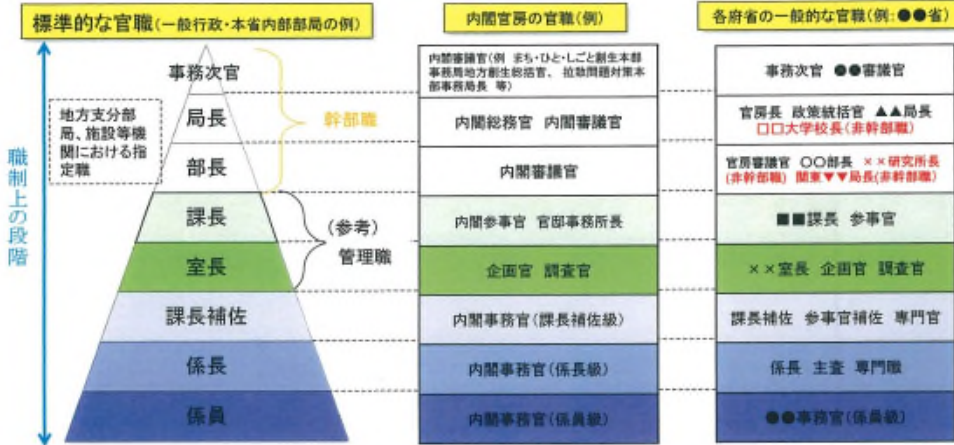 標準的な官職(一般行政・本省内部部局の例)
内閣官房の官職(例)
各府省の一般的な官職(例:●●省)
職制上の段階
事務次官
局長
部長
課長
室長
課長補佐
係長
係員
地方支分部
局、施設等機
関における指
定職
幹部職
(参考)
管理職
内閣審議官(例 まち・ひと・しごと創生本部
事務局地方創生総括官、拉致問題対策本
部事務局長 等)
内閣総務官 内閣審議官
内閣審議官
内閣参事官 官邸事務所長
企画官 調査官
内閣事務官(課長補佐級)
内閣事務官(係長級)
内閣事務官(係員級)
事務次官 ●●審議官
官房長 政策統括官 ▲▲局長
□□大学校長(非幹部職)
官房審議官 ○○部長 ××研究所長
(非幹部職) 関東▼▼局長(非幹部職)
■■課長 参事官
××室長 企画官 調査官
課長補佐 参事官補佐 専門官
係長 主査 専門職
●●事務官(係員級)